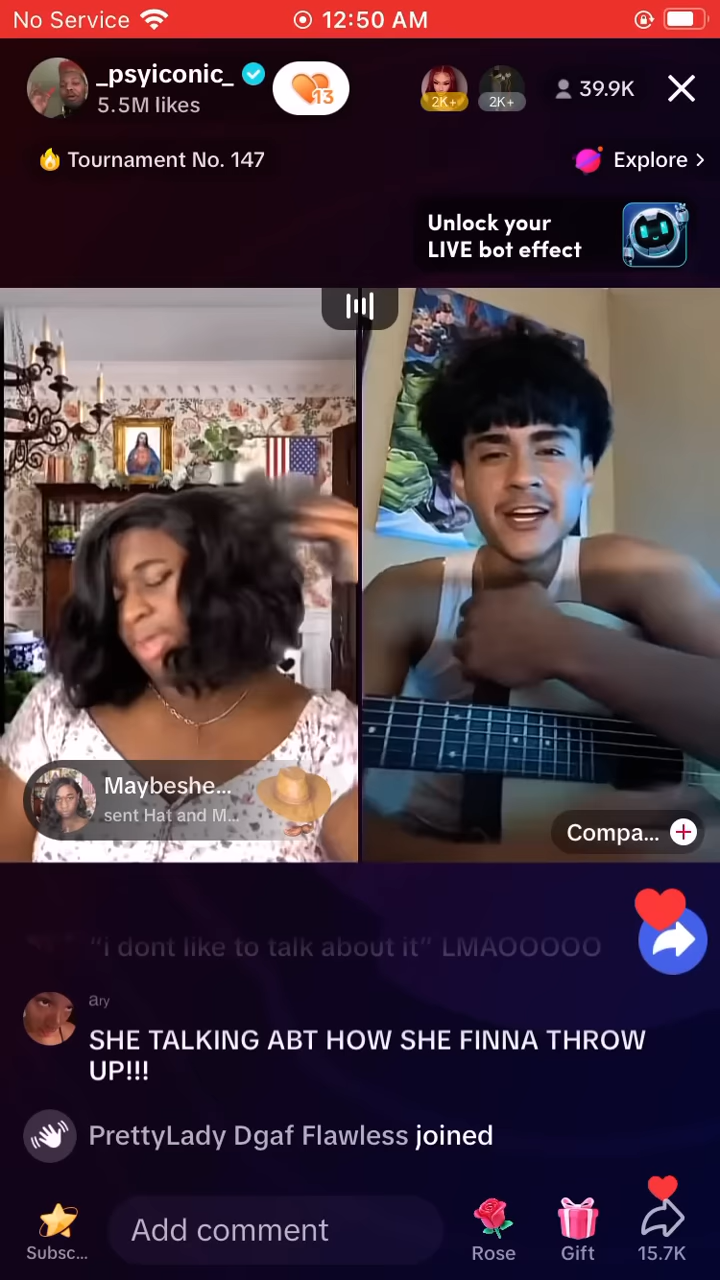 No Service 12:50 AM
_psyiconic_
5.5M likes
13
2K+ 2K+
39.9K
Tournament No. 147
Explore >
Unlock your
LIVE bot effect
Maybeshe...
sent Hat and M...
Compa...
“i dont like to talk about it” LMAOOOOO
ary
SHE TALKING ABT HOW SHE FINNA THROW
UP!!!
PrettyLady Dgaf Flawless joined
Subsc...
Add comment
Rose
Gift
15.7K